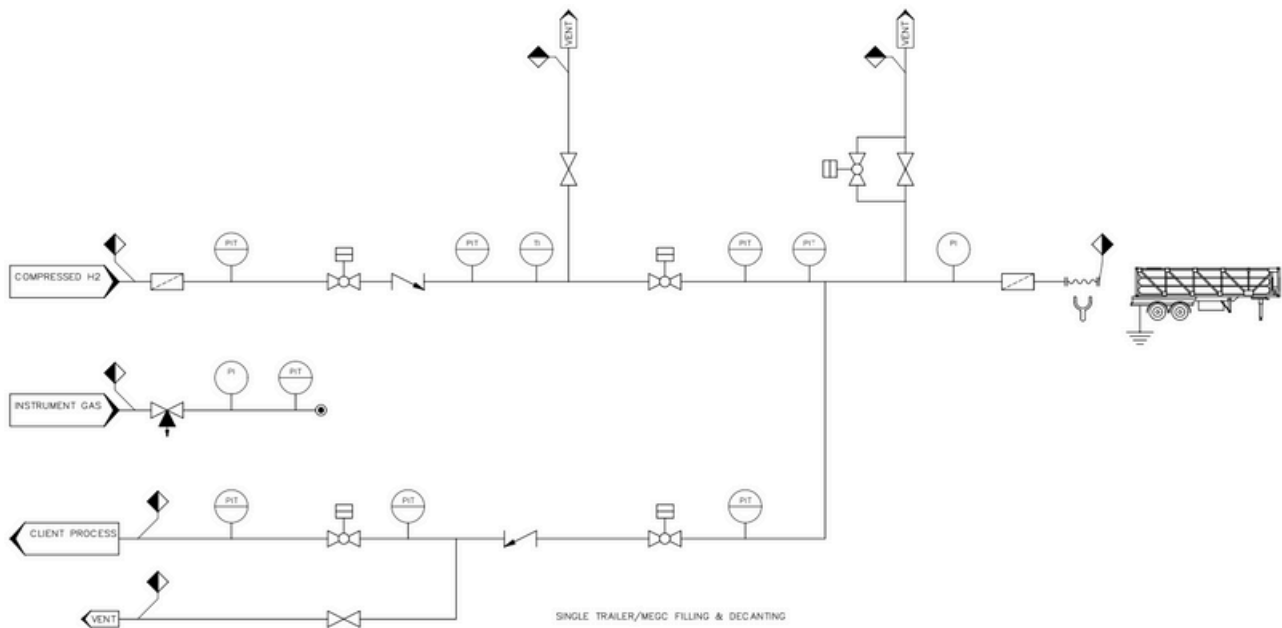 VENT
VENT
PIT
PIT
TI
PIT
PIT
PI
COMPRESSED H2
PI
PIT
INSTRUMENT GAS
PIT
PIT
PIT
CLIENT PROCESS
VENT
SINGLE TRAILER/MEGC FILLING & DECANTING